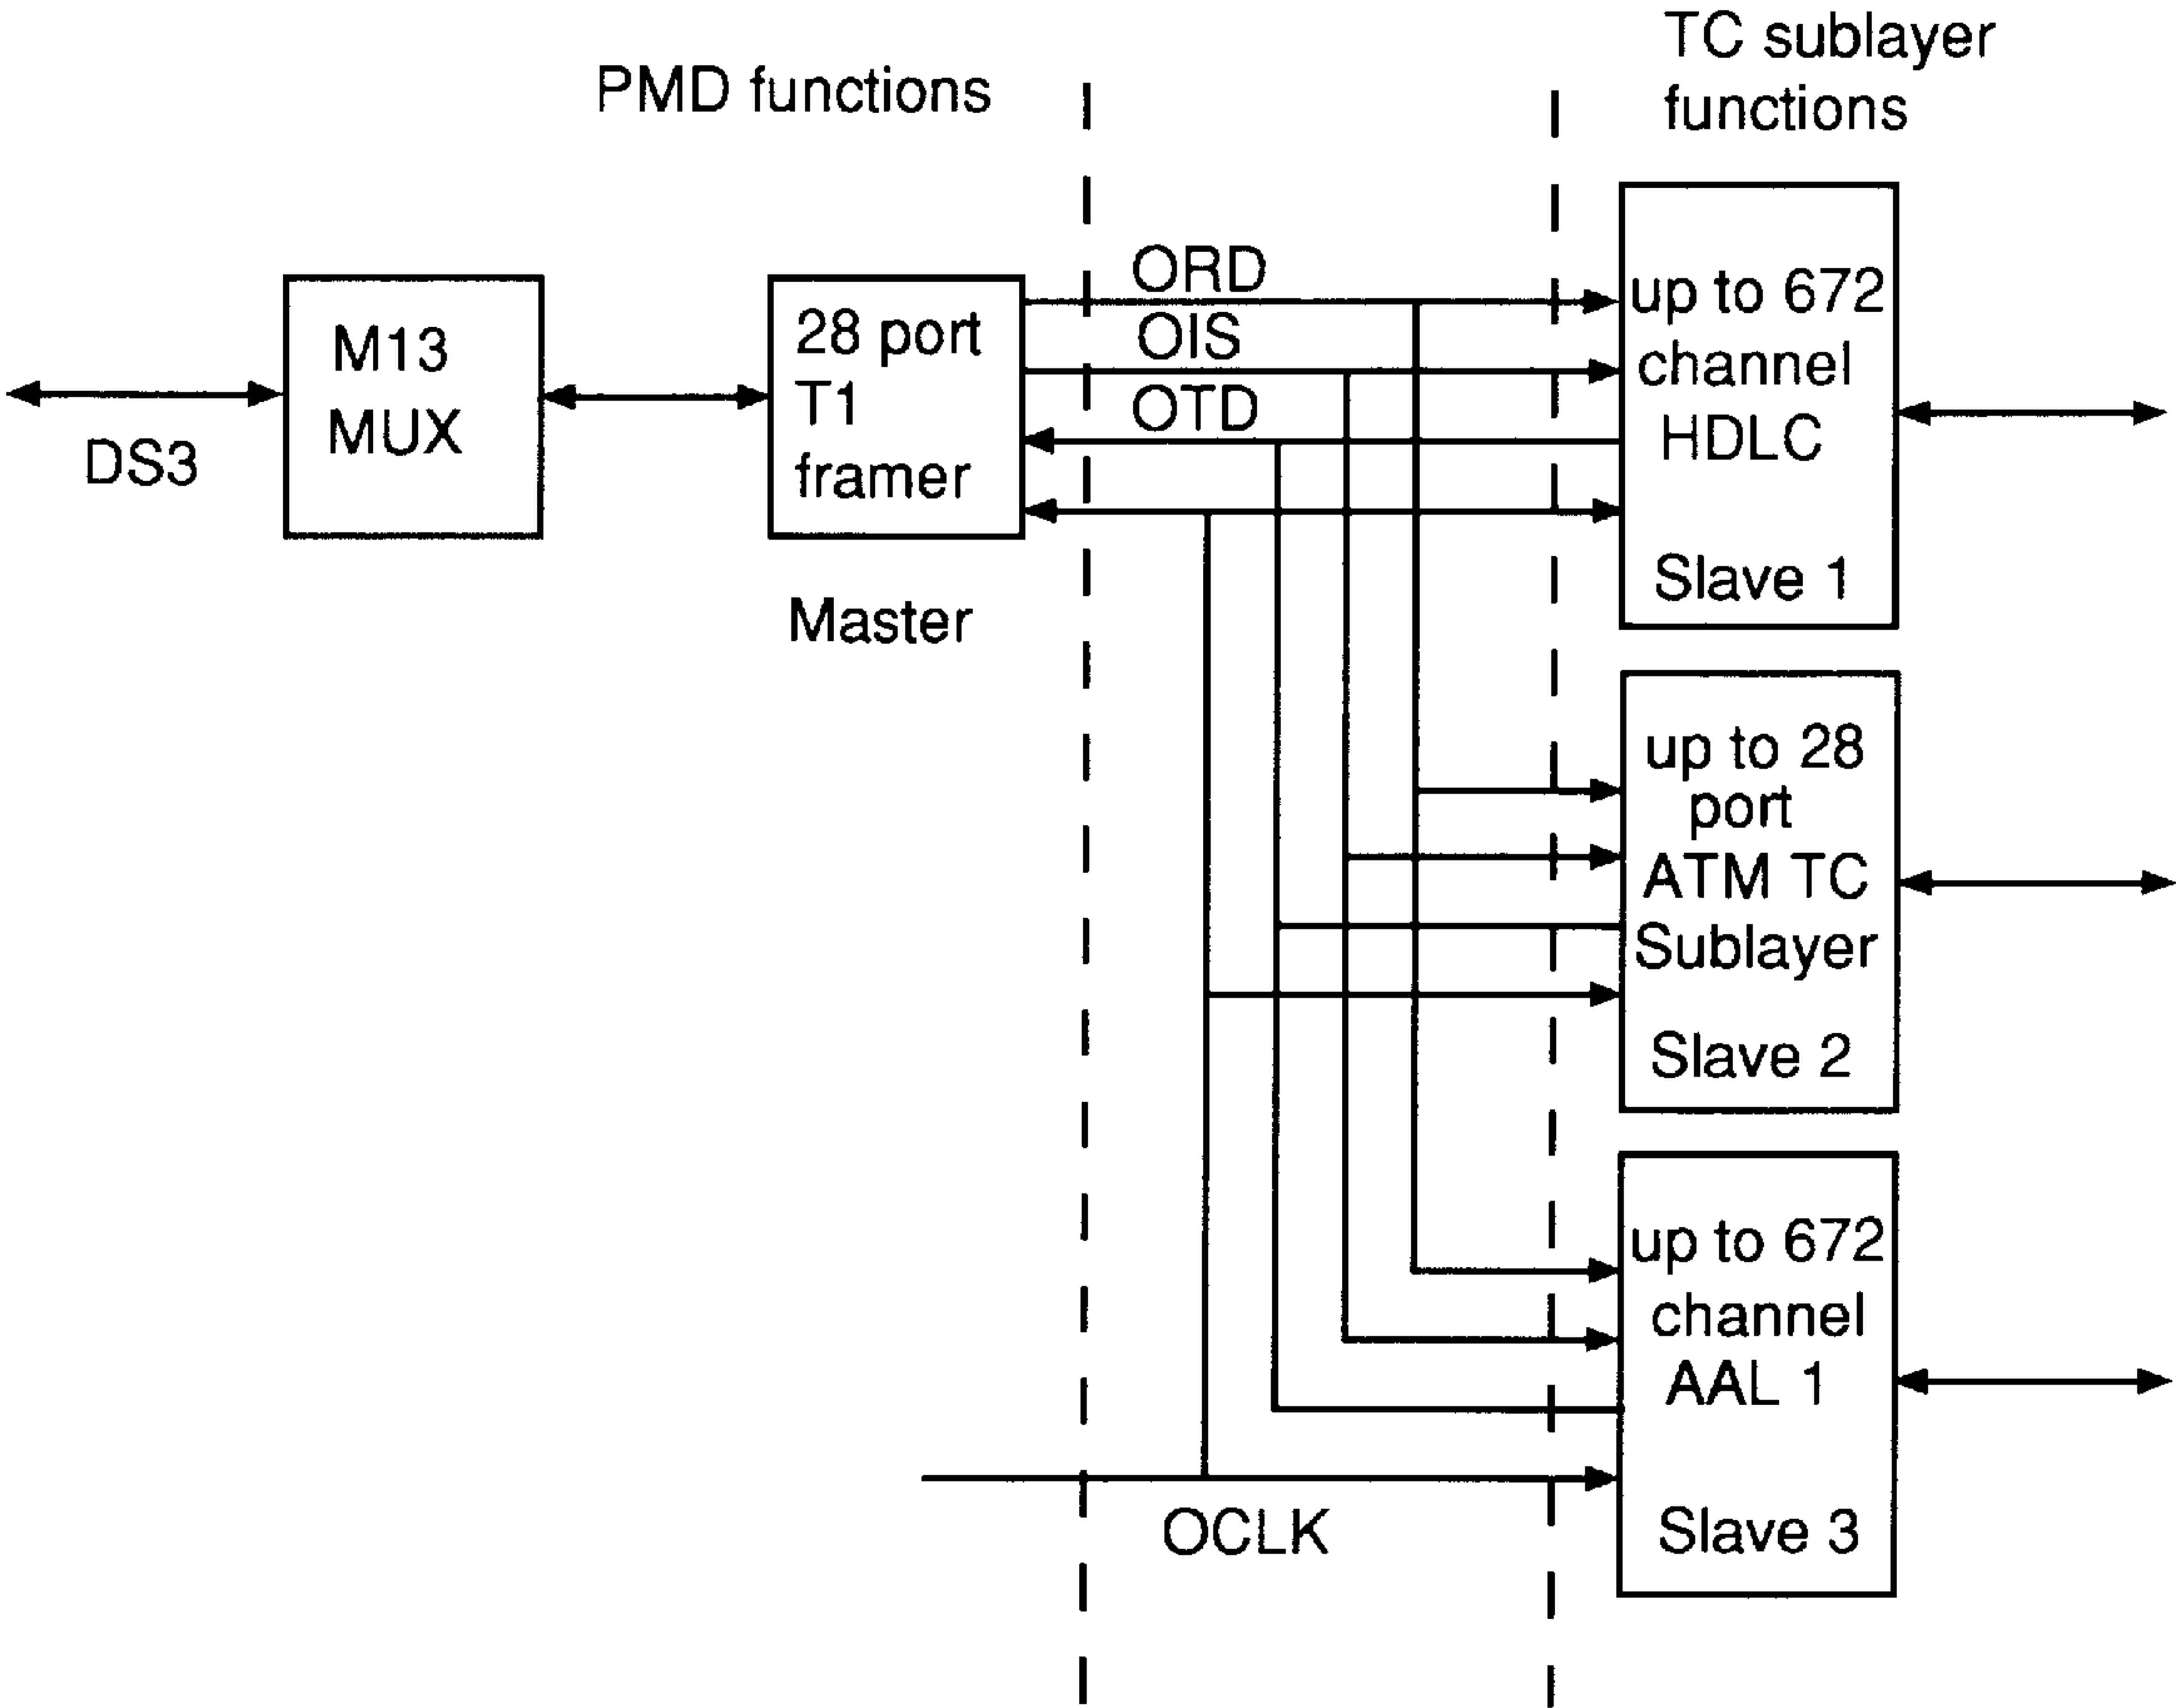 PMD functions
TC sublayer
functions
DS3
M13
MUX
28 port
T1
framer
Master
ORD
OIS
OTD
OCLK
up to 672
channel
HDLC
Slave 1
up to 28
port
ATM TC
Sublayer
Slave 2
up to 672
channel
AAL 1
Slave 3